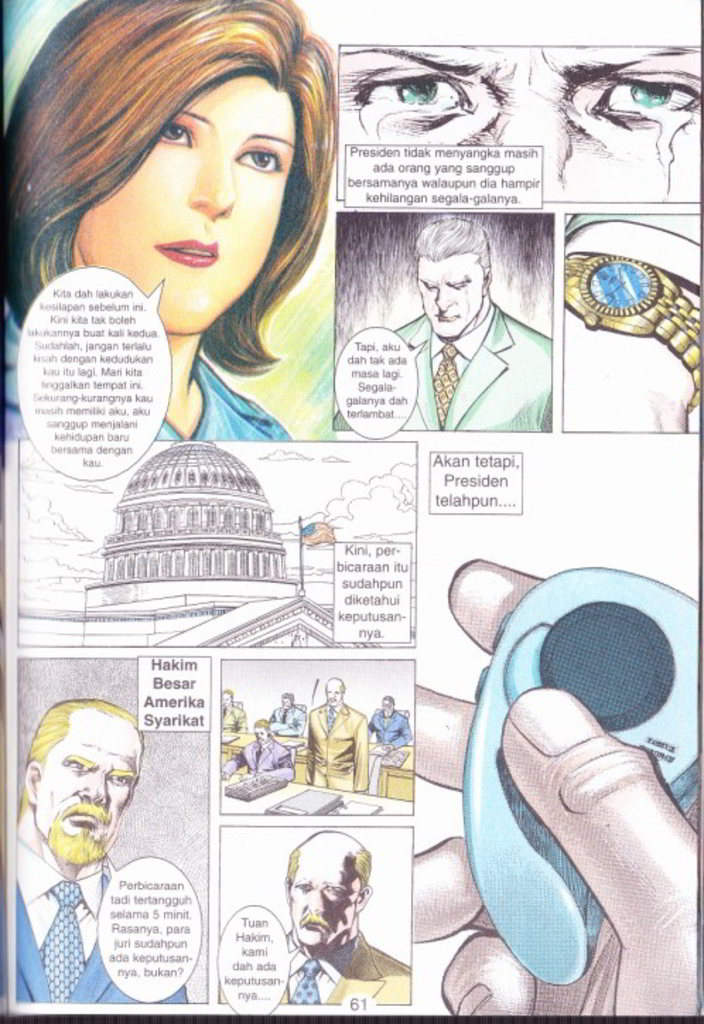 Presiden tidak menyangka masih
ada orang yang sanggup
bersamanya walaupun dia hampir
kehilangan segala-galanya.
Kita dah lakukan
kesilapan sebelum ini.
Kini kita tak boleh
lakukannya buat kali kedua.
Sudahlah, jangan terlalu
kisah dengan kedudukan
kau itu lagi. Mari kita
tinggalkan tempat ini.
Sekurang-kurangnya kau
masih memiliki aku, aku
sanggup menjalani
kehidupan baru
bersama dengan
kau.
Tapi, aku
dah tak ada
masa lagi.
Segala-
galanya dah
terlambat....
Akan tetapi,
Presiden
telahpun....
Kini, per-
bicaraan itu
sudahpun
diketahui
keputusan-
nya.
Hakim
Besar
Amerika
Syarikat
Perbicaraan
tadi tertangguh
selama 5 minit.
Rasanya, para
juri sudahpun
ada keputusan-
nya, bukan?
Tuan
Hakim,
kami
dah ada
keputusan-
nya....
61